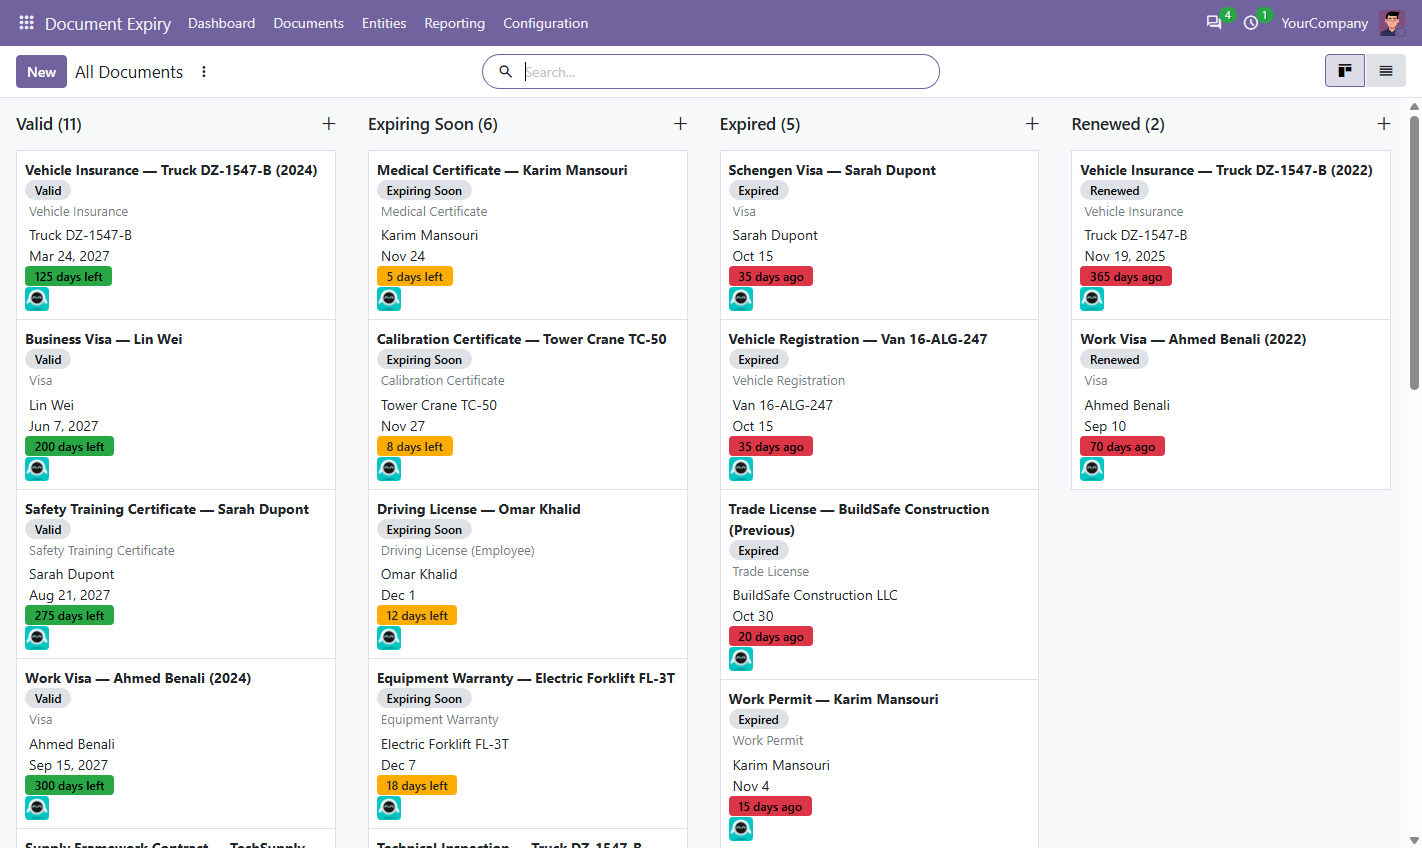 Document Expiry Dashboard Documents Entities Reporting Configuration 4 1 YourCompany
New All Documents Search...
Valid (11)
Vehicle Insurance — Truck DZ-1547-B (2024)
Valid
Vehicle Insurance
Truck DZ-1547-B
Mar 24, 2027
125 days left
Business Visa — Lin Wei
Valid
Visa
Lin Wei
Jun 7, 2027
200 days left
Safety Training Certificate — Sarah Dupont
Valid
Safety Training Certificate
Sarah Dupont
Aug 21, 2027
275 days left
Work Visa — Ahmed Benali (2024)
Valid
Visa
Ahmed Benali
Sep 15, 2027
300 days left
Supply Framework Contract — TechSupply
Expiring Soon (6)
Medical Certificate — Karim Mansouri
Expiring Soon
Medical Certificate
Karim Mansouri
Nov 24
5 days left
Calibration Certificate — Tower Crane TC-50
Expiring Soon
Calibration Certificate
Tower Crane TC-50
Nov 27
8 days left
Driving License — Omar Khalid
Expiring Soon
Driving License (Employee)
Omar Khalid
Dec 1
12 days left
Equipment Warranty — Electric Forklift FL-3T
Expiring Soon
Equipment Warranty
Electric Forklift FL-3T
Dec 7
18 days left
Technical Inspection — Truck DZ-1547-B
Expired (5)
Schengen Visa — Sarah Dupont
Expired
Visa
Sarah Dupont
Oct 15
35 days ago
Vehicle Registration — Van 16-ALG-247
Expired
Vehicle Registration
Van 16-ALG-247
Oct 15
35 days ago
Trade License — BuildSafe Construction
(Previous)
Expired
Trade License
BuildSafe Construction LLC
Oct 30
20 days ago
Work Permit — Karim Mansouri
Expired
Work Permit
Karim Mansouri
Nov 4
15 days ago
Renewed (2)
Vehicle Insurance — Truck DZ-1547-B (2022)
Renewed
Vehicle Insurance
Truck DZ-1547-B
Nov 19, 2025
365 days ago
Work Visa — Ahmed Benali (2022)
Renewed
Visa
Ahmed Benali
Sep 10
70 days ago